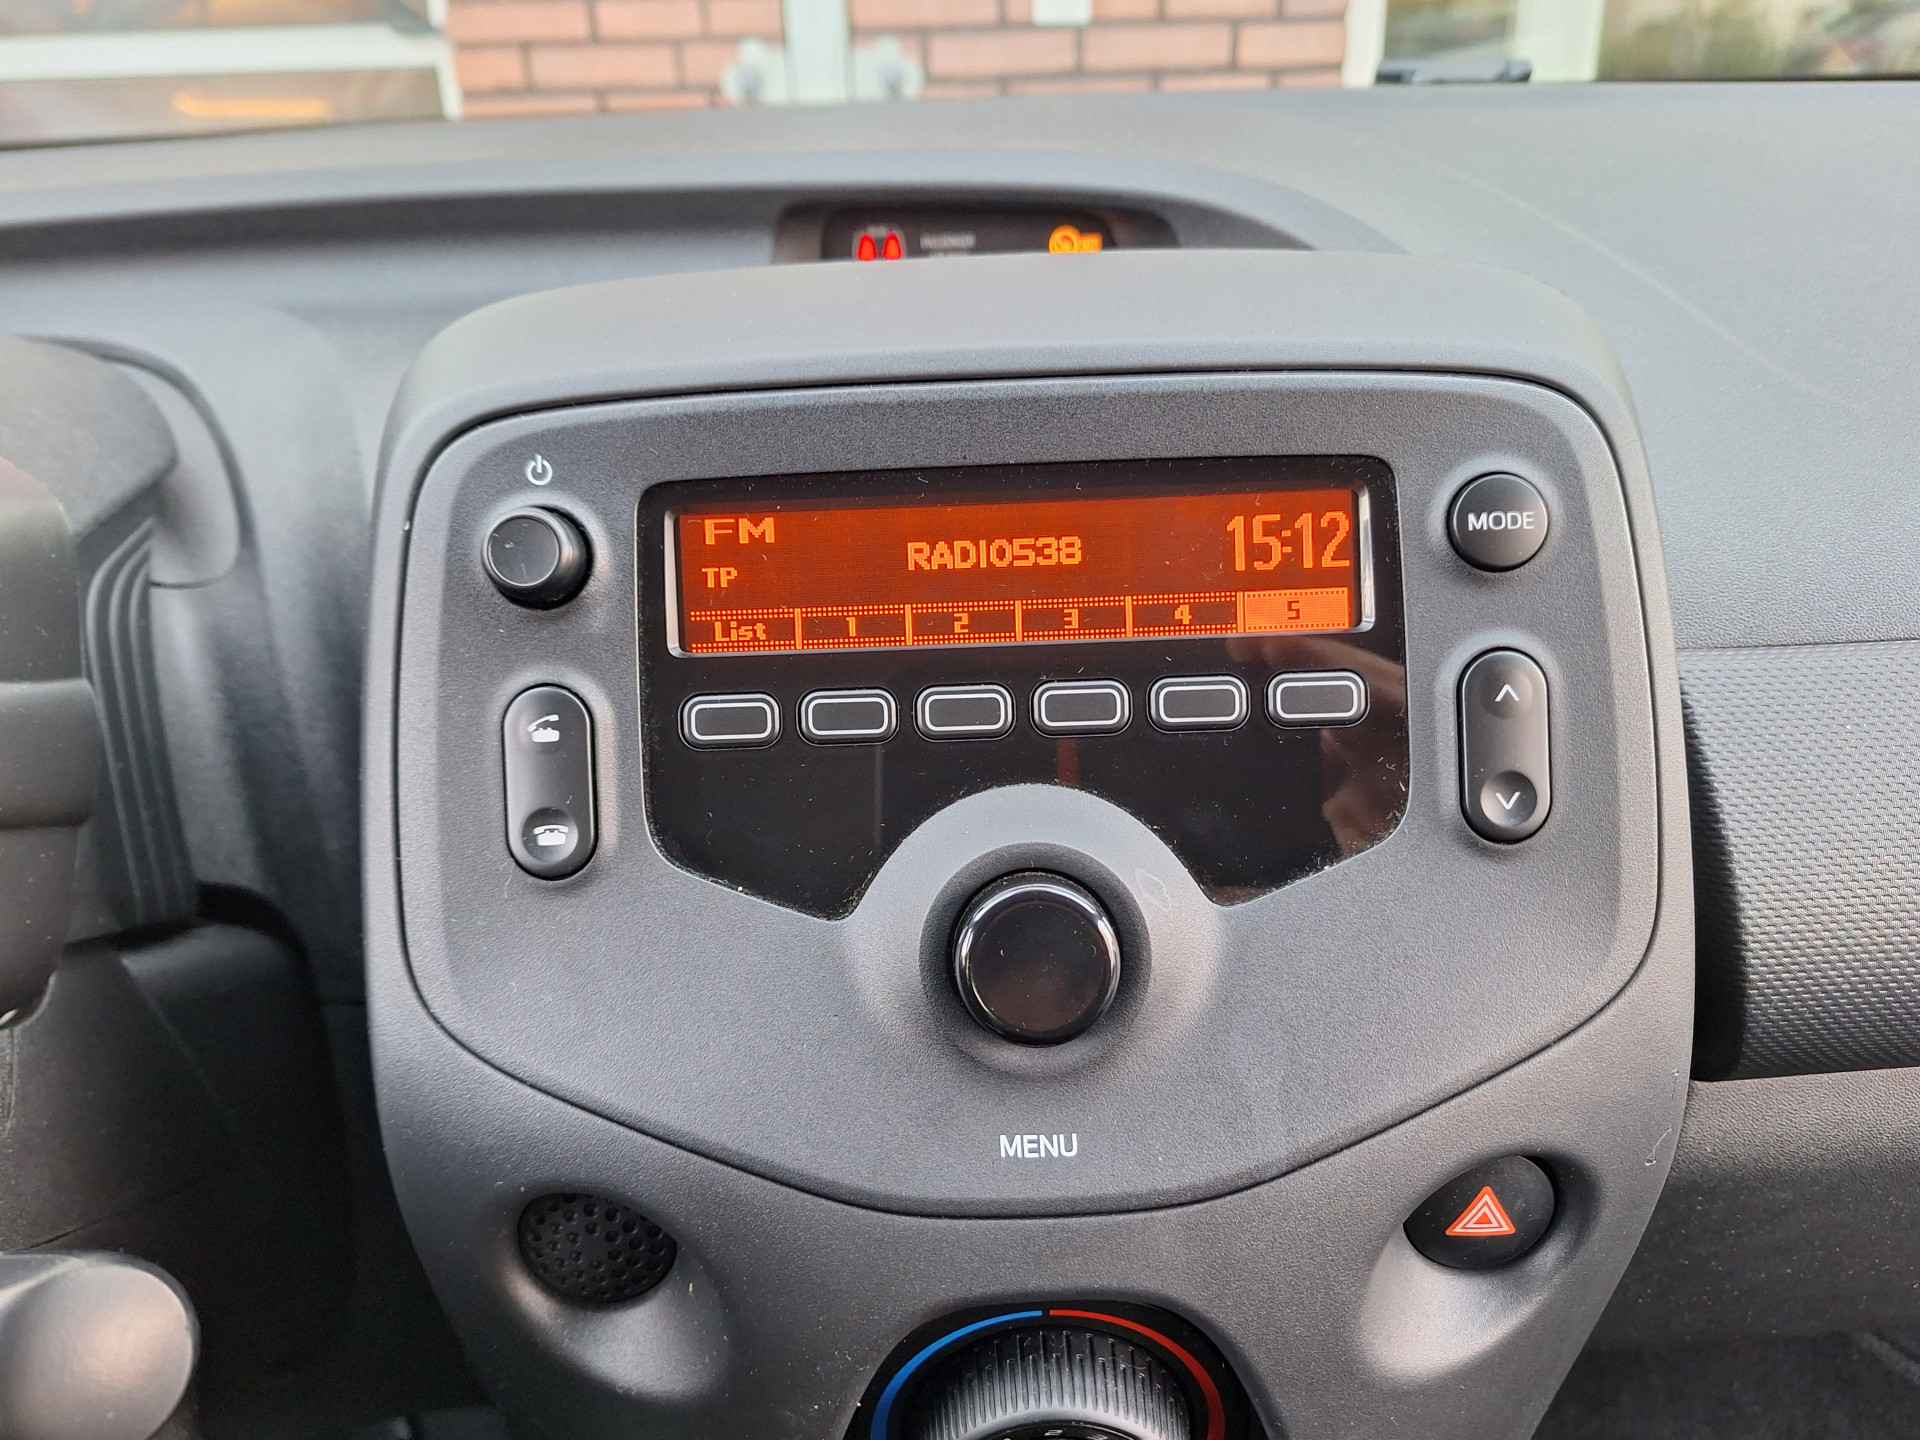 FM
RADIO538
15:12
TP
List 1 2 3 4 5
MODE
MENU